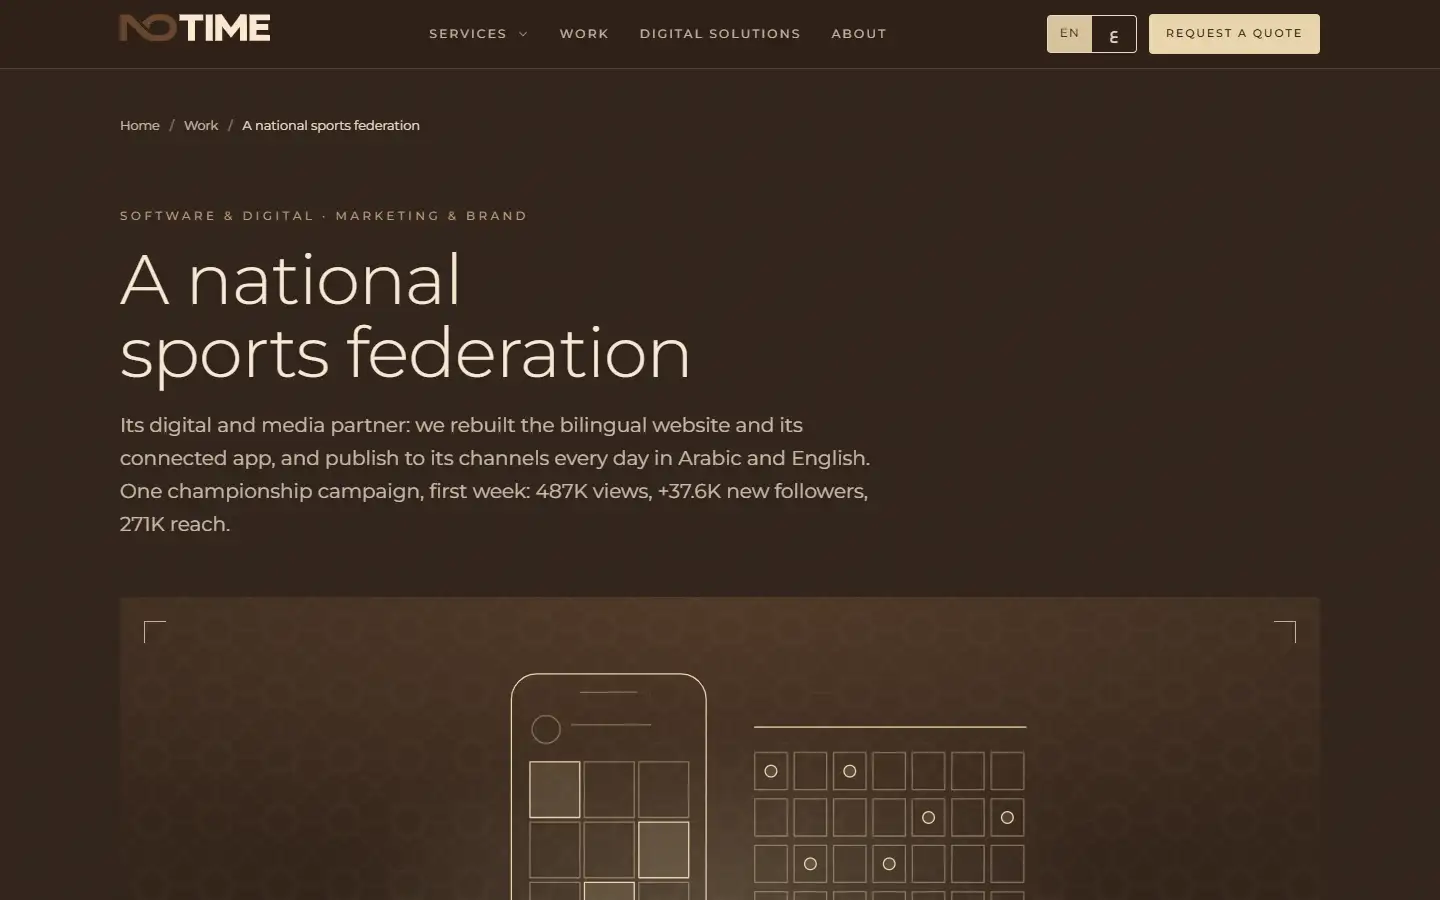 NOTIME
SERVICES
WORK
DIGITAL SOLUTIONS
ABOUT
EN
ع
REQUEST A QUOTE
Home / Work / A national sports federation
SOFTWARE & DIGITAL · MARKETING & BRAND
A national
sports federation
Its digital and media partner: we rebuilt the bilingual website and its
connected app, and publish to its channels every day in Arabic and English.
One championship campaign, first week: 487K views, +37.6K new followers,
271K reach.